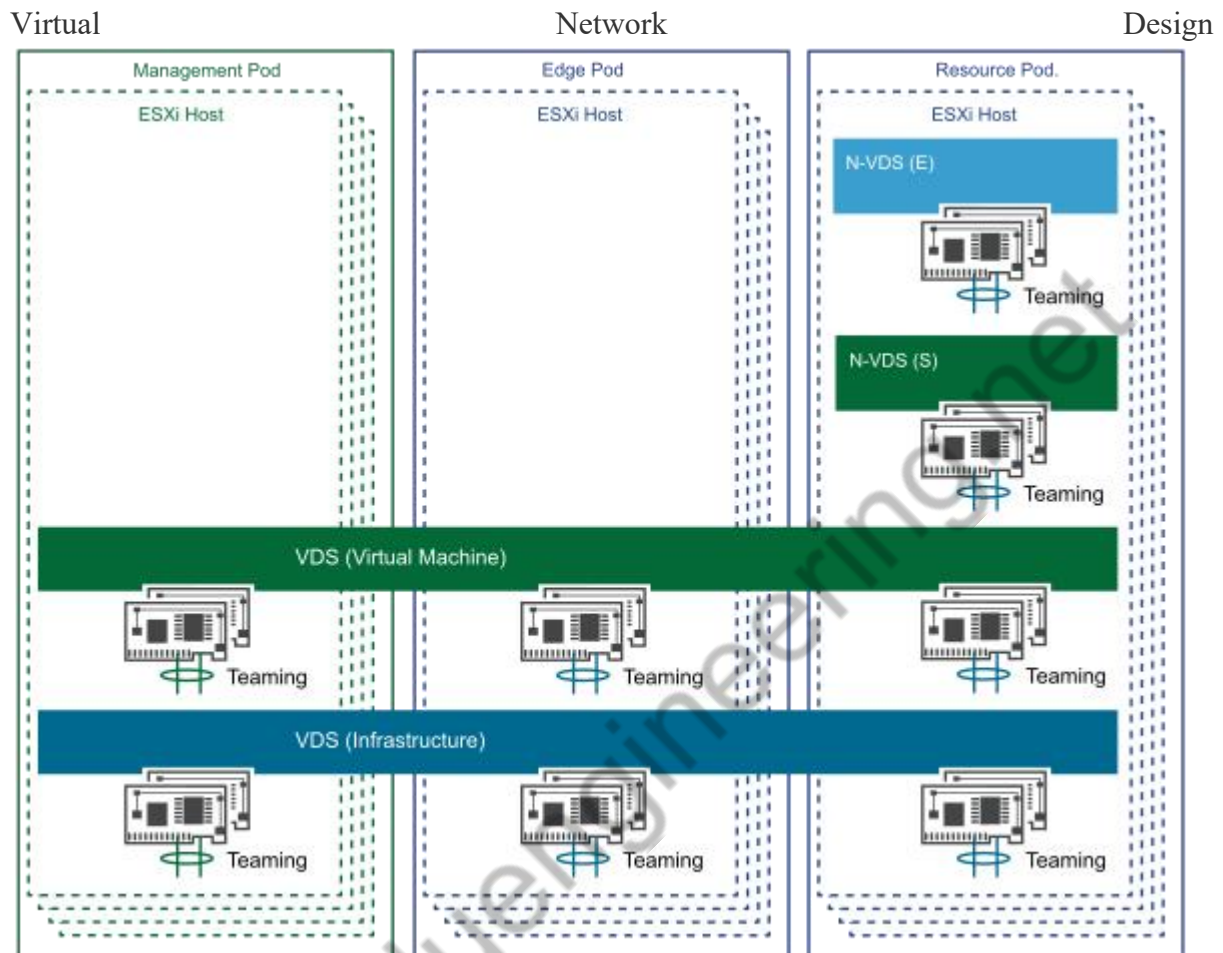 Virtual Network Design
Management Pod
ESXi Host
Edge Pod
ESXi Host
Resource Pod.
ESXi Host
N-VDS (E)
Teaming
N-VDS (S)
Teaming
VDS (Virtual Machine)
Teaming
Teaming
Teaming
VDS (Infrastructure)
Teaming
Teaming
Teaming